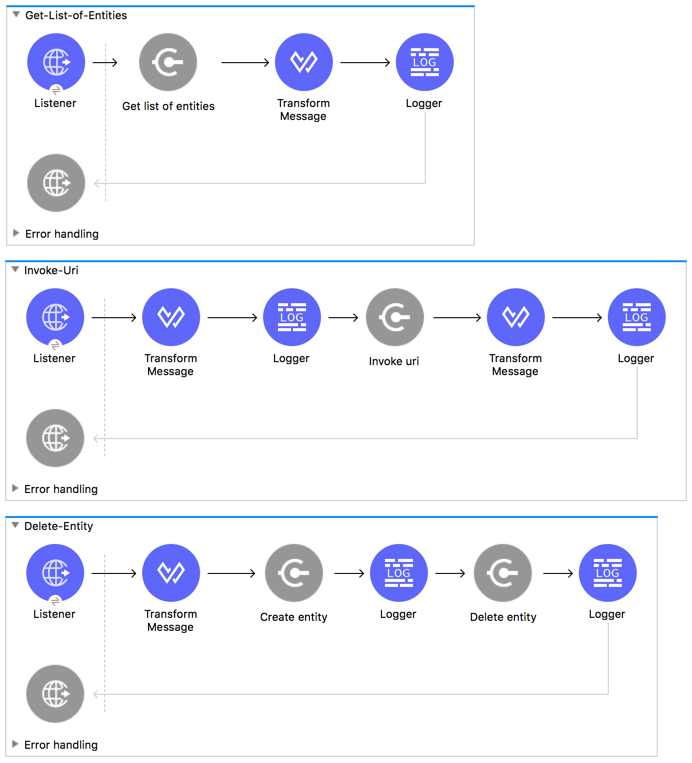 Get-List-of-Entities
LOG
Listener
Get list of entities
Transform
Message
Logger
Error handling
Invoke-Uri
LOG
LOG
Listener
Transform
Message
Logger
Invoke uri
Transform
Message
Logger
Error handling
Delete-Entity
LOG
LOG
Listener
Transform
Message
Create entity
Logger
Delete entity
Logger
Error handling